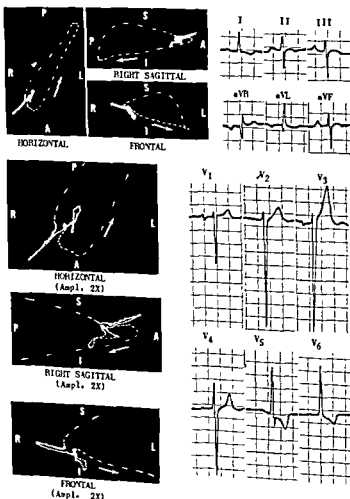 P
A
R
L
HORIZONTAL
S
P
A
I
RIGHT SAGITTAL
S
R
L
I
FRONTAL
I
II
III
aVR
aVL
aVF
P
R
L
A
HORIZONTAL
(Ampl. 2X)
S
P
A
I
RIGHT SAGITTAL
(Ampl. 2X)
S
R
L
I
FRONTAL
(Ampl. 2X)
V1
V2
V3
V4
V5
V6